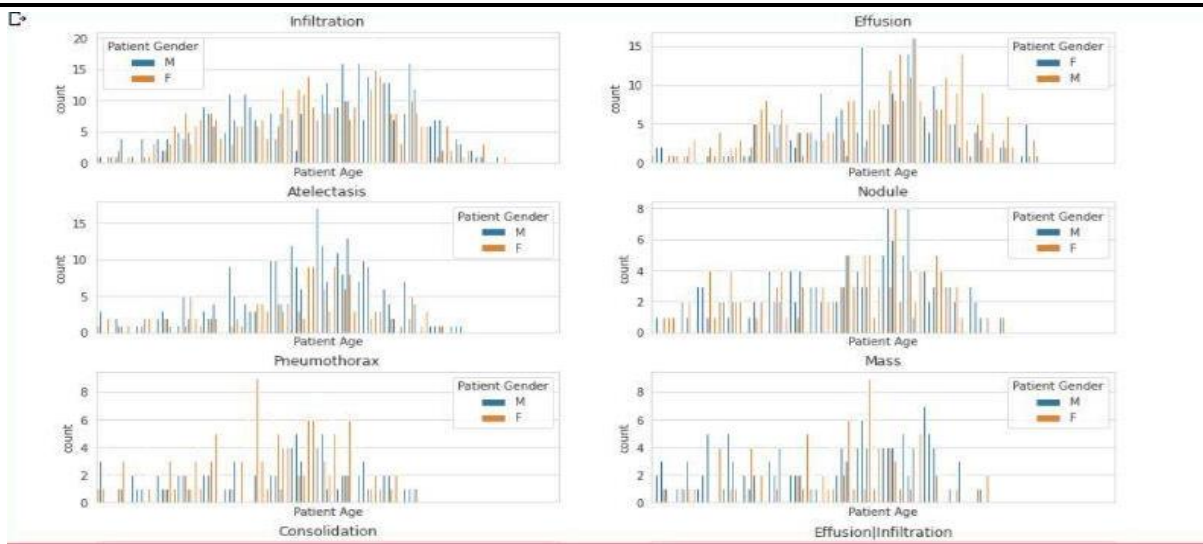 Infiltration
20
15
10
5
0
count
Patient Gender
M
F
Patient Age
Effusion
15
10
5
0
count
Patient Gender
F
M
Patient Age
Atelectasis
15
10
5
0
count
Patient Gender
M
F
Patient Age
Nodule
8
6
4
2
0
count
Patient Gender
M
F
Patient Age
Pneumothorax
8
6
4
2
0
count
Patient Gender
M
F
Patient Age
Mass
8
6
4
2
0
count
Patient Gender
M
F
Patient Age
Consolidation
Effusion|Infiltration